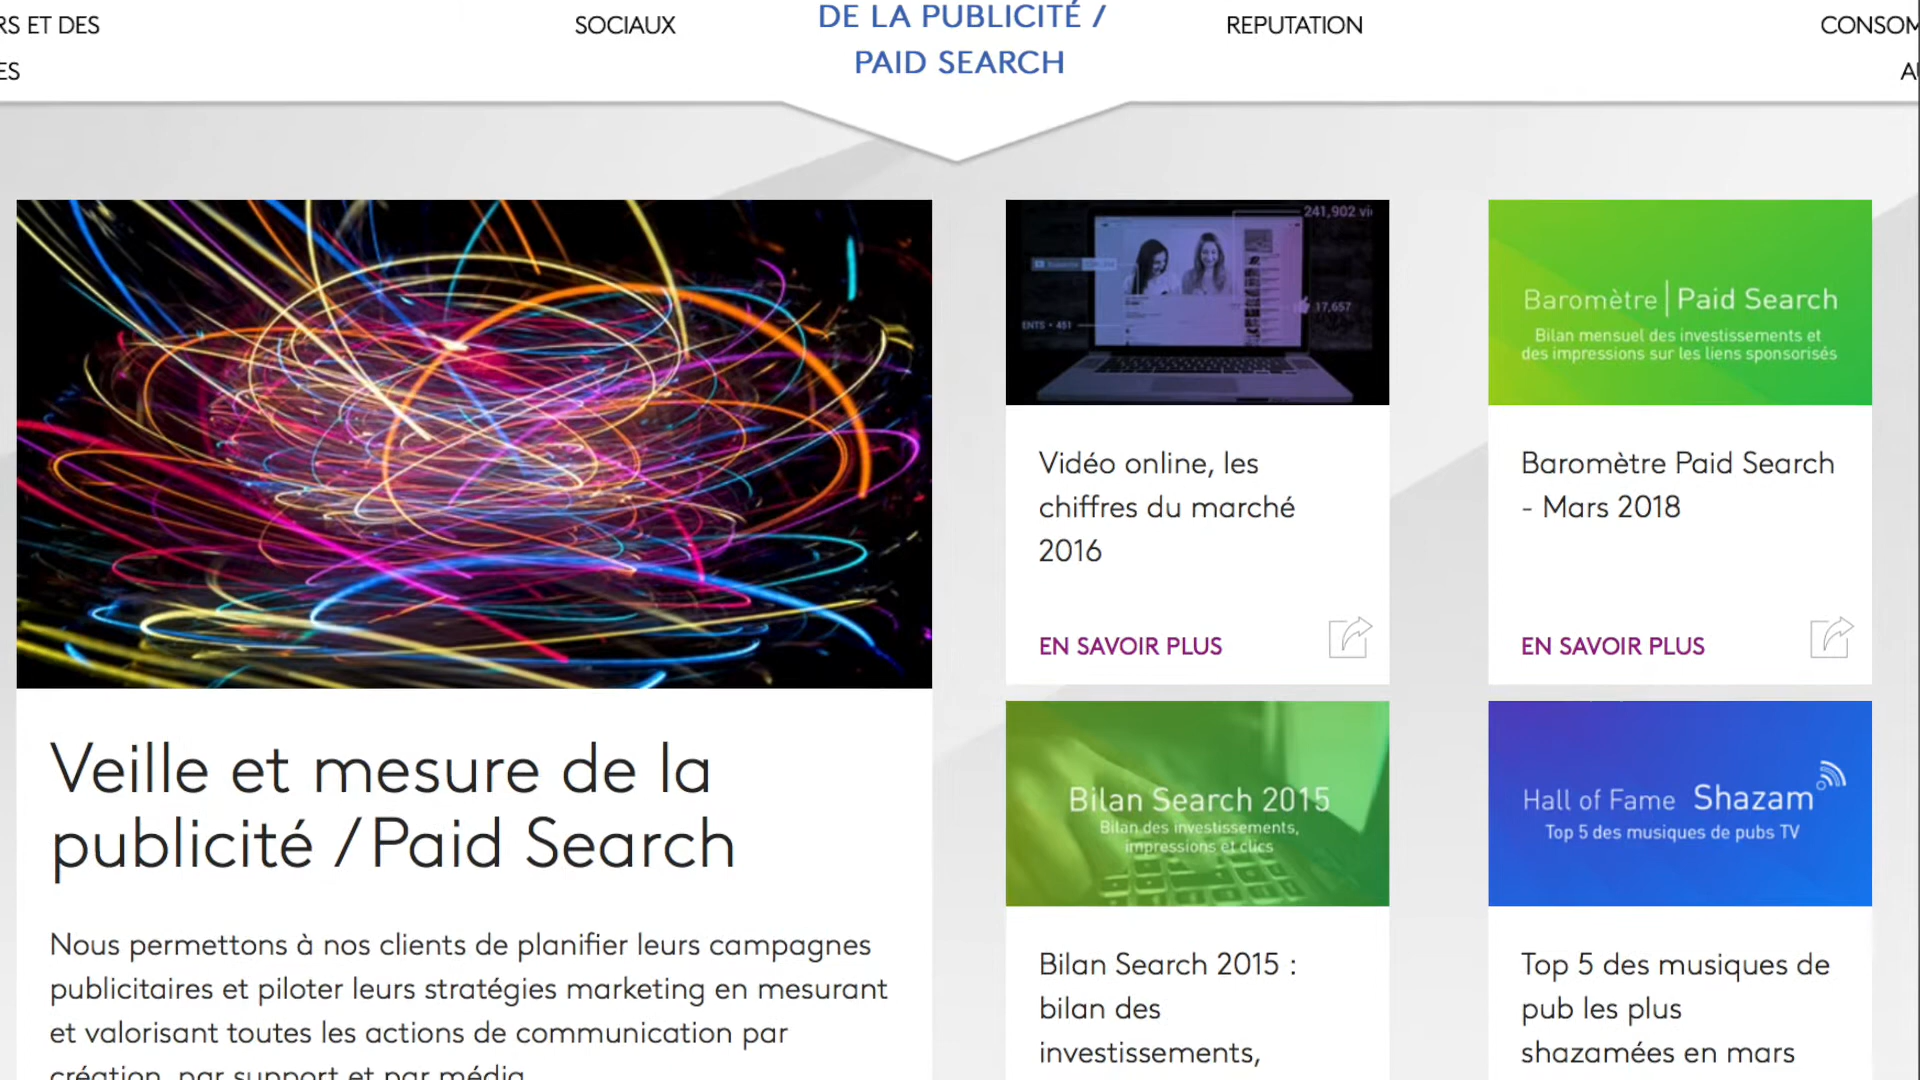 RS ET DES
ES
SOCIAUX
DE LA PUBLICITÉ /
PAID SEARCH
REPUTATION
CONSOM
Veille et mesure de la
publicité / Paid Search
Nous permettons à nos clients de planifier leurs campagnes
publicitaires et piloter leurs stratégies marketing en mesurant
et valorisant toutes les actions de communication par
création, par support et par média
241,902 vi
17,657
ENTS • 451
Vidéo online, les
chiffres du marché
2016
EN SAVOIR PLUS
Baromètre | Paid Search
Bilan mensuel des investissements et
des impressions sur les liens sponsorisés
Baromètre Paid Search
- Mars 2018
EN SAVOIR PLUS
Bilan Search 2015
Bilan des investissements,
impressions et clics
Bilan Search 2015 :
bilan des
investissements,
Hall of Fame Shazam
Top 5 des musiques de pubs TV
Top 5 des musiques de
pub les plus
shazamées en mars